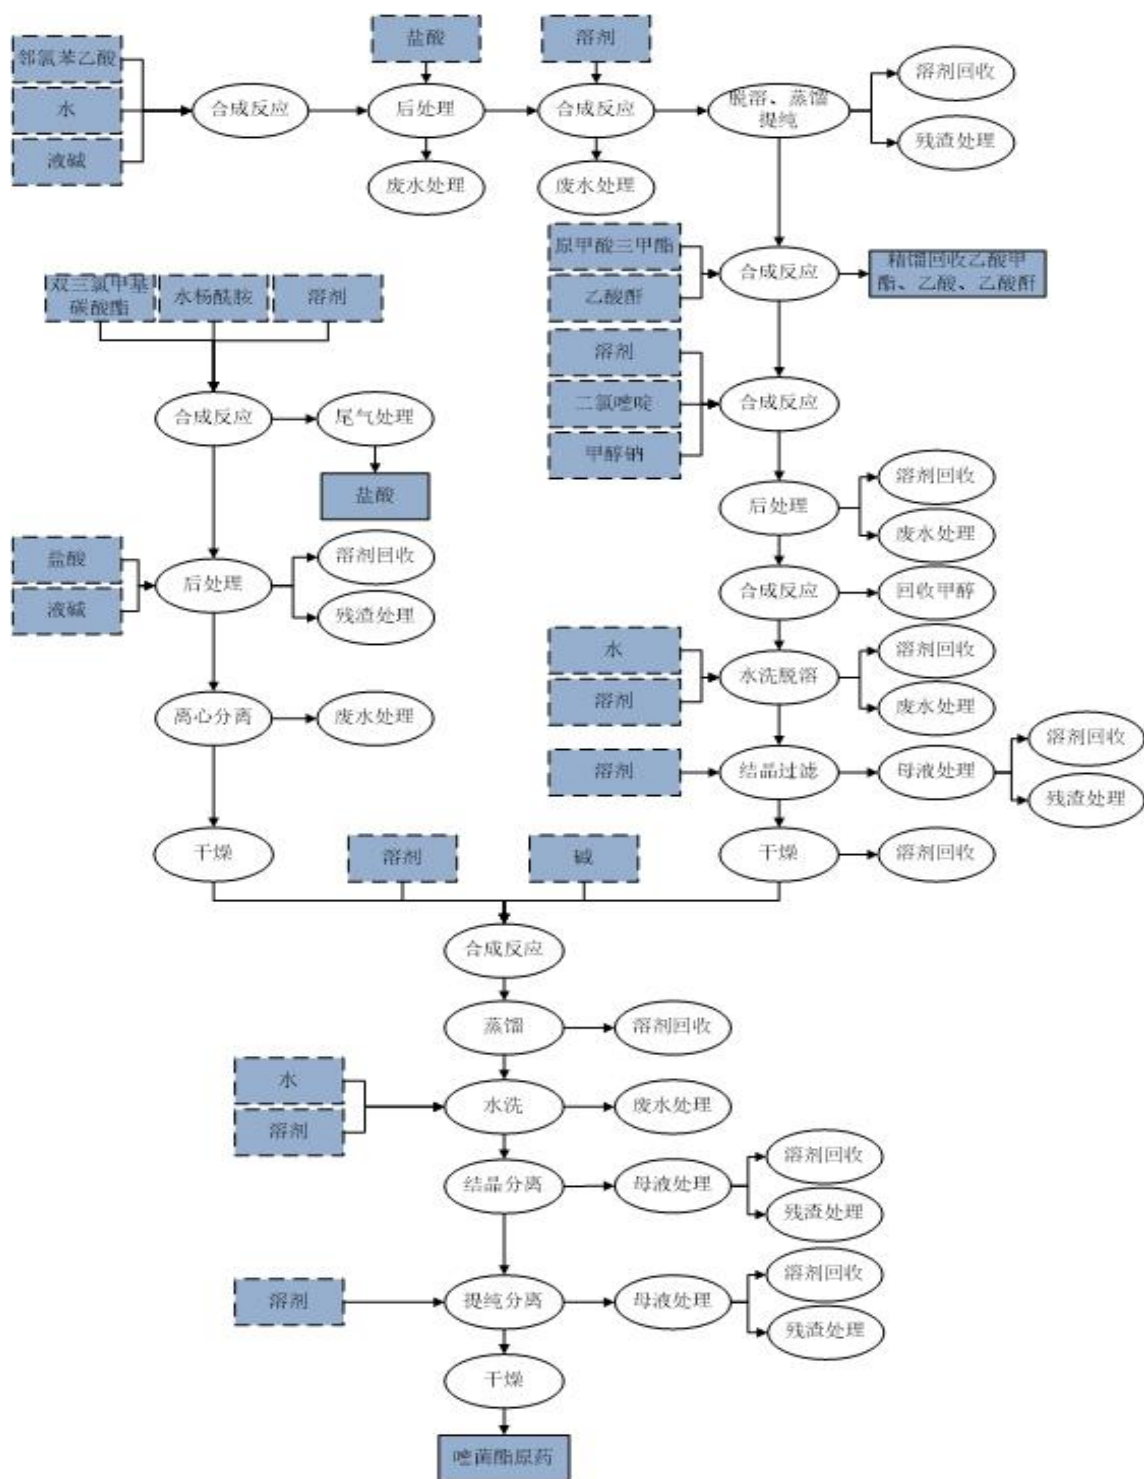 盐酸
溶剂
邻氯苯乙酸
水
液碱
合成反应
后处理
合成反应
脱溶、蒸馏
提纯
溶剂回收
残渣处理
废水处理
废水处理
原甲酸三甲酯
乙酸酐
合成反应
精馏回收乙酸甲
酯、乙酸、乙酸酐
双三氯甲基
碳酸酯
水杨酰胺
溶剂
溶剂
二氯嘧啶
甲醇钠
合成反应
合成反应
尾气处理
盐酸
后处理
溶剂回收
废水处理
盐酸
液碱
后处理
溶剂回收
残渣处理
合成反应
回收甲醇
水
溶剂
水洗脱溶
溶剂回收
废水处理
离心分离
废水处理
溶剂
结晶过滤
母液处理
溶剂回收
残渣处理
干燥
溶剂
碱
干燥
溶剂回收
合成反应
蒸馏
溶剂回收
水
溶剂
水洗
废水处理
结晶分离
母液处理
溶剂回收
残渣处理
溶剂
提纯分离
母液处理
溶剂回收
残渣处理
干燥
嘧菌酯原药